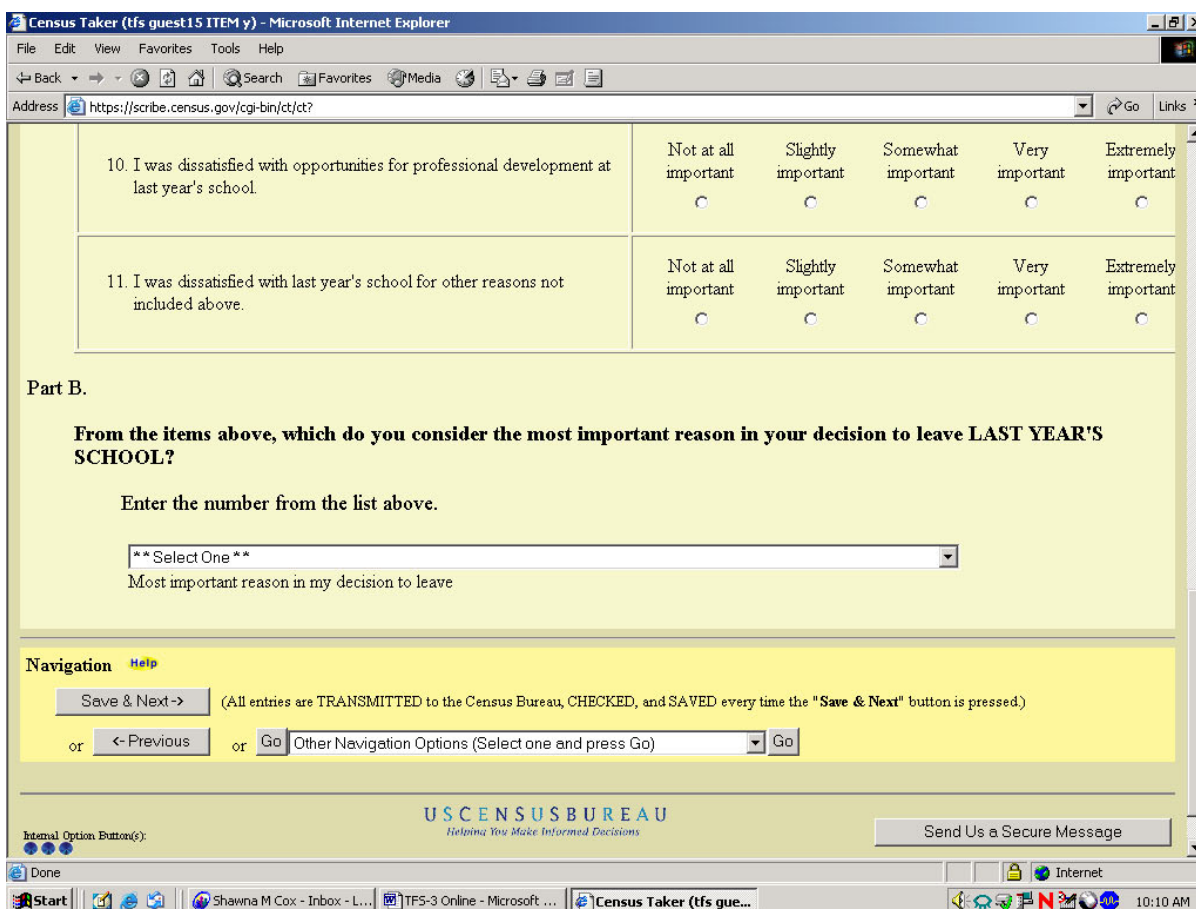 Census Taker (tfs guest15 ITEM y) - Microsoft Internet Explorer
File Edit View Favorites Tools Help
Back Search Favorites Media
Address https://scribe.census.gov/cgi-bin/ct/ct? Go Links
10. I was dissatisfied with opportunities for professional development at
last year's school.
Not at all Slightly Somewhat Very Extremely
important important important important important
11. I was dissatisfied with last year's school for other reasons not
included above.
Not at all Slightly Somewhat Very Extremely
important important important important important
Part B.
From the items above, which do you consider the most important reason in your decision to leave LAST YEAR'S
SCHOOL?
Enter the number from the list above.
** Select One **
Most important reason in my decision to leave
Navigation Help
Save & Next -> (All entries are TRANSMITTED to the Census Bureau, CHECKED, and SAVED every time the "Save & Next" button is pressed.)
or <- Previous or Go Other Navigation Options (Select one and press Go) Go
USCENSUSBUREAU
Helping You Make Informed Decisions
Internal Option Button(s):
Send Us a Secure Message
Done Internet
Start Shawna M Cox - Inbox - L... TFS-3 Online - Microsoft ... Census Taker (tfs gue... N 10:10 AM